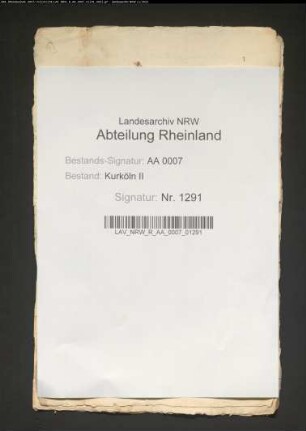 Landesarchiv NRW
Abteilung Rheinland
Bestands-Signatur: AA 0007
Bestand: Kurköln II
Signatur: Nr. 1291
LAV_NRW_R_AA_0007_01291